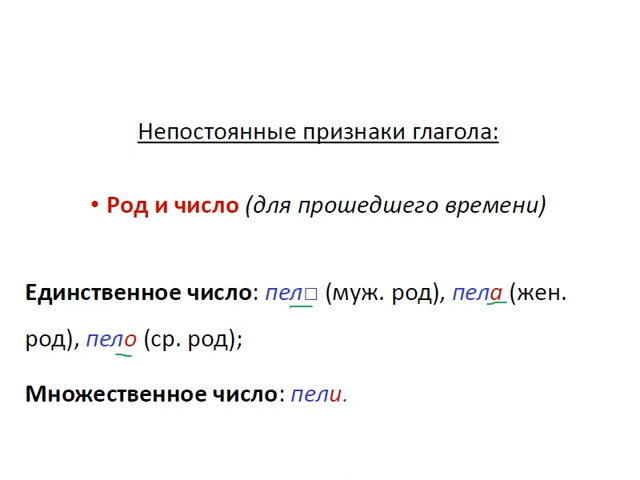 Непостоянные признаки глагола:
• Род и число (для прошедшего времени)
Единственное число: пел□ (муж. род), пела (жен.
род), пело (ср. род);
Множественное число: пели.